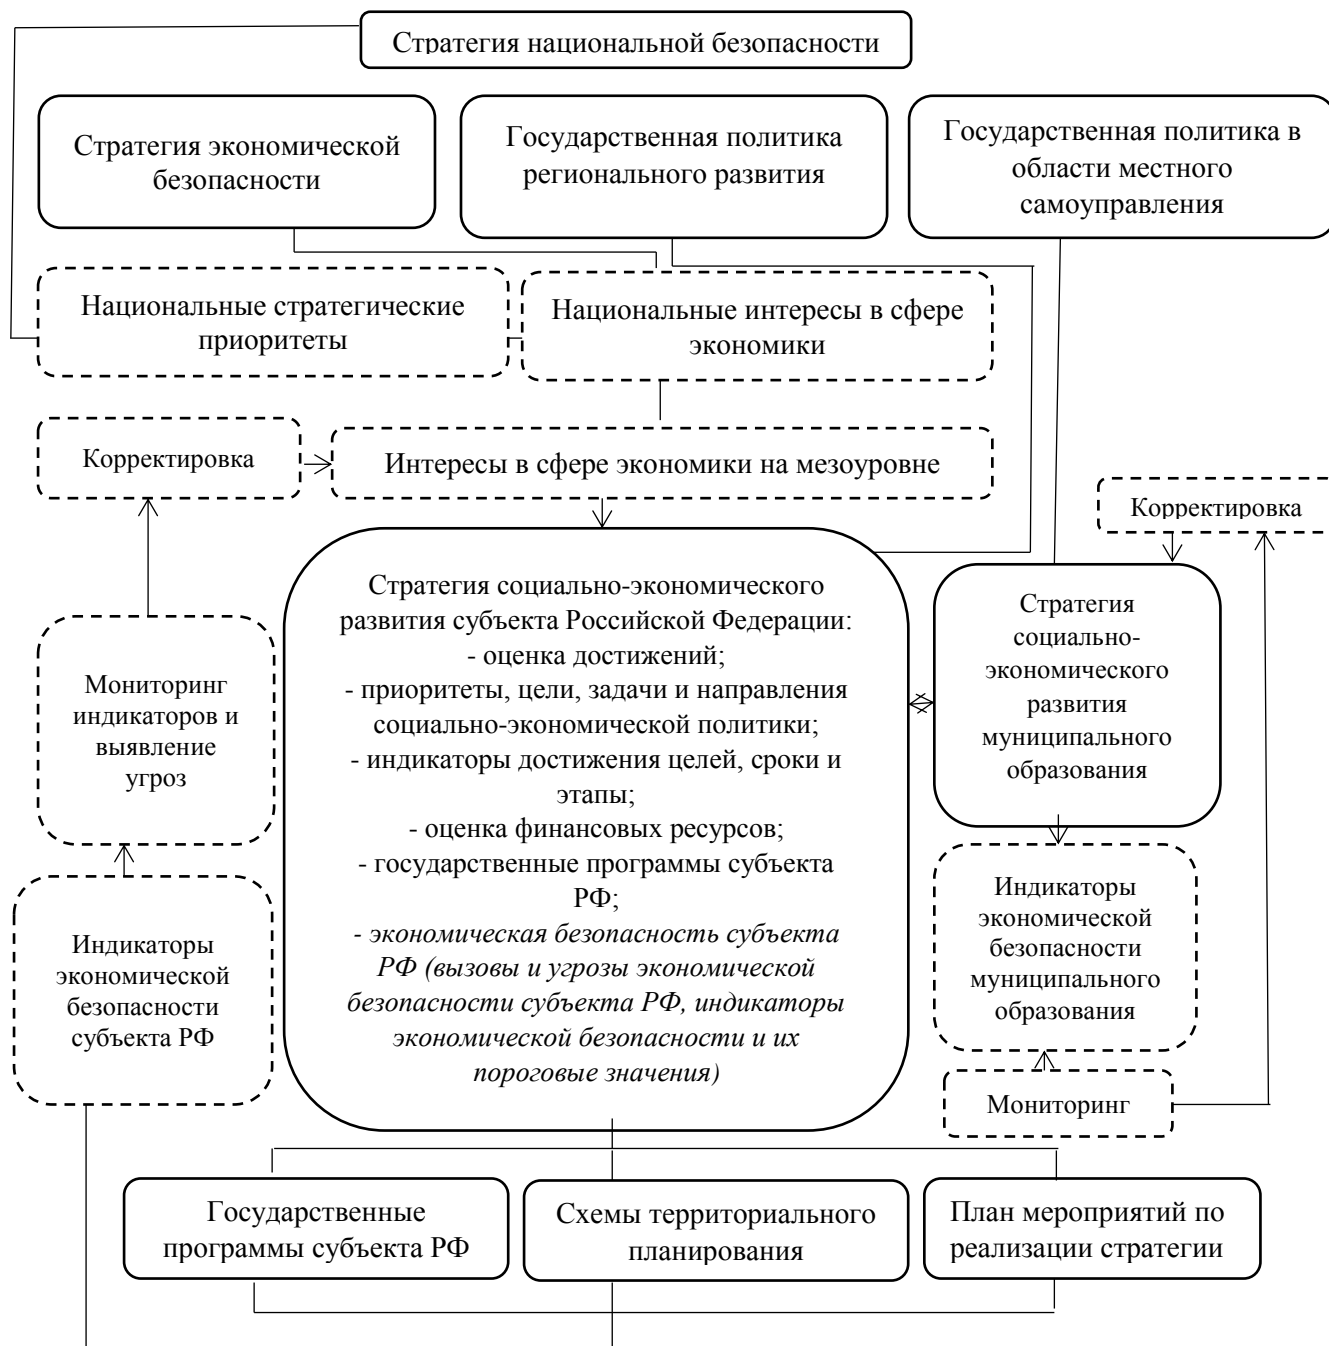 Стратегия национальной безопасности
Стратегия экономической
безопасности
Государственная политика
регионального развития
Государственная политика в
области местного
самоуправления
Национальные стратегические
приоритеты
Национальные интересы в сфере
экономики
Корректировка
Интересы в сфере экономики на мезоуровне
Корректировка
Стратегия социально-экономического
развития субъекта Российской Федерации:
- оценка достижений;
- приоритеты, цели, задачи и направления
социально-экономической политики;
- индикаторы достижения целей, сроки и
этапы;
- оценка финансовых ресурсов;
- государственные программы субъекта
РФ;
- экономическая безопасность субъекта
РФ (вызовы и угрозы экономической
безопасности субъекта РФ, индикаторы
экономической безопасности и их
пороговые значения)
Стратегия
социально-
экономического
развития
муниципального
образования
Мониторинг
индикаторов и
выявление
угроз
Индикаторы
экономической
безопасности
субъекта РФ
Индикаторы
экономической
безопасности
муниципального
образования
Мониторинг
Государственные
программы субъекта РФ
Схемы территориального
планирования
План мероприятий по
реализации стратегии